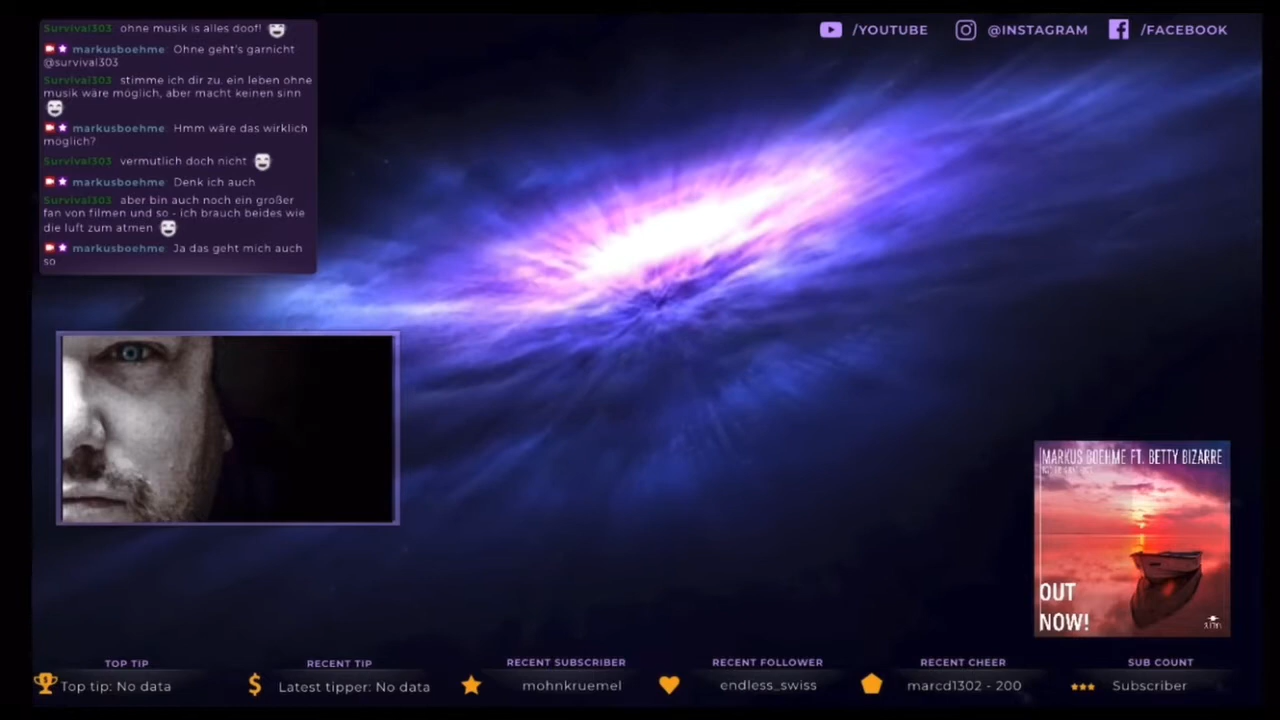 Survival303 ohne musik is alles doof!
markusboehme: Ohne geht's garnicht
@survival303
Survival303 stimme ich dir zu. ein leben ohne
musik wäre möglich, aber macht keinen sinn
markusboehme: Hmm wäre das wirklich
möglich?
Survival303 vermutlich doch nicht
markusboehme: Denk ich auch
Survival303 aber bin auch noch ein großer
fan von filmen und so - ich brauch beides wie
die luft zum atmen
markusboehme: Ja das geht mich auch
so
/YOUTUBE @INSTAGRAM /FACEBOOK
MARKUS BOEHME FT. BETTY BIZARRE
OUT
NOW!
TOP TIP
Top tip: No data
RECENT TIP
Latest tipper: No data
RECENT SUBSCRIBER
mohnkruemel
RECENT FOLLOWER
endless_swiss
RECENT CHEER
marcd1302 - 200
SUB COUNT
Subscriber